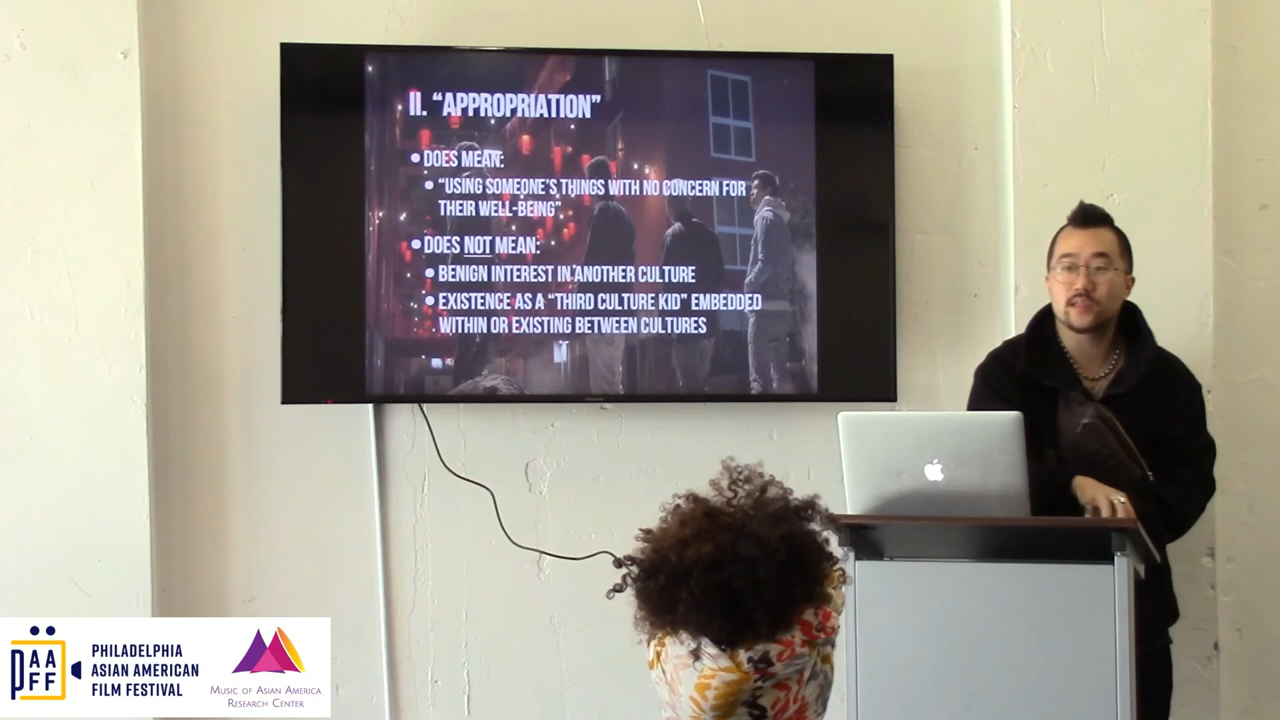 II. “APPROPRIATION”
• DOES MEAN:
• “USING SOMEONE’S THINGS WITH NO CONCERN FOR
THEIR WELL-BEING”
• DOES NOT MEAN:
• BENIGN INTEREST IN ANOTHER CULTURE
• EXISTENCE AS A “THIRD CULTURE KID” EMBEDDED
WITHIN OR EXISTING BETWEEN CULTURES
PAAFF
PHILADELPHIA
ASIAN AMERICAN
FILM FESTIVAL
MUSIC OF ASIAN AMERICA
RESEARCH CENTER